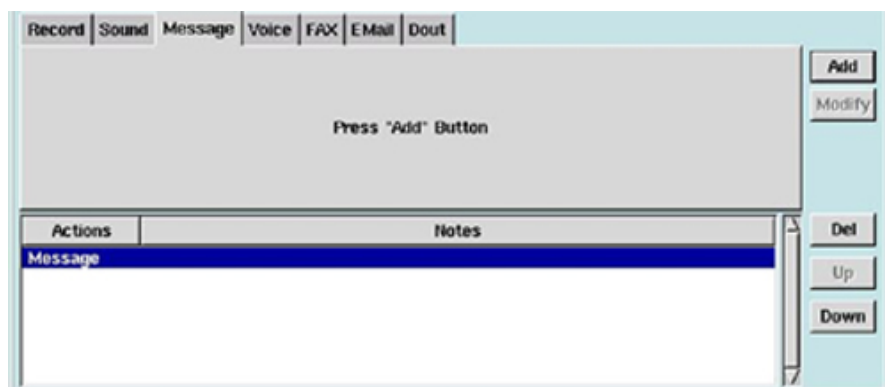 Record Sound Message Voice FAX EMail Dout
Add
Modify
Press "Add" Button
Actions Notes
Del
Message
Up
Down